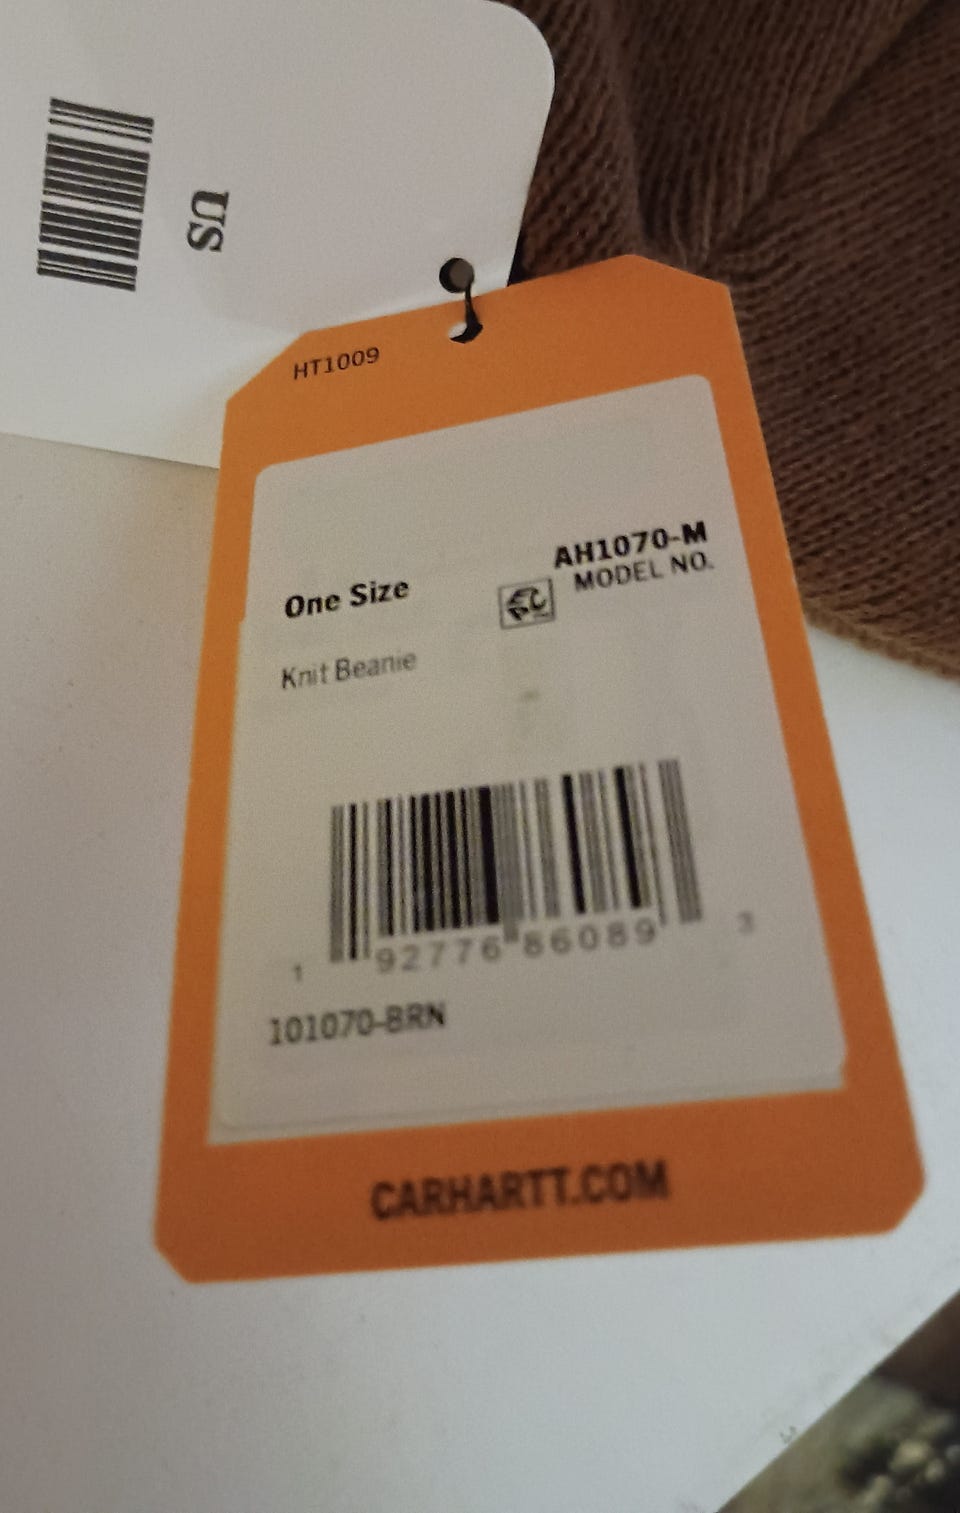 US
HT1009
AH1070-M
MODEL NO.
One Size
Knit Beanie
1 92776 86089 3
101070-BRN
CARHARTT.COM